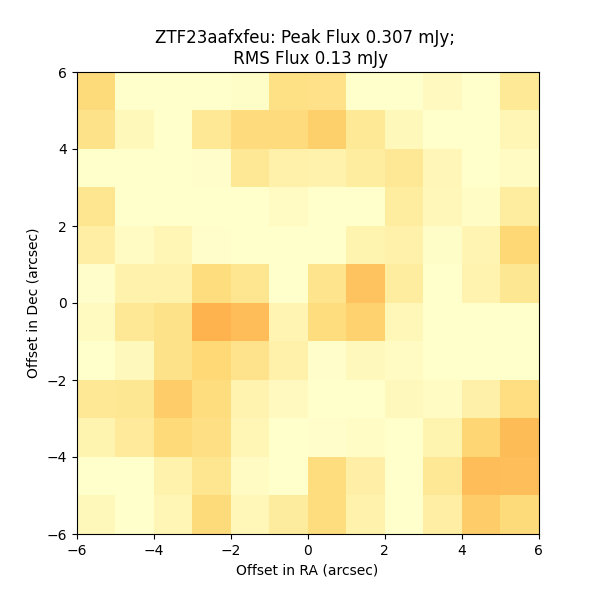 ZTF23aafxfeu: Peak Flux 0.307 mJy;
RMS Flux 0.13 mJy
6
4
2
0
−2
−4
−6
Offset in Dec (arcsec)
−6 −4 −2 0 2 4 6
Offset in RA (arcsec)